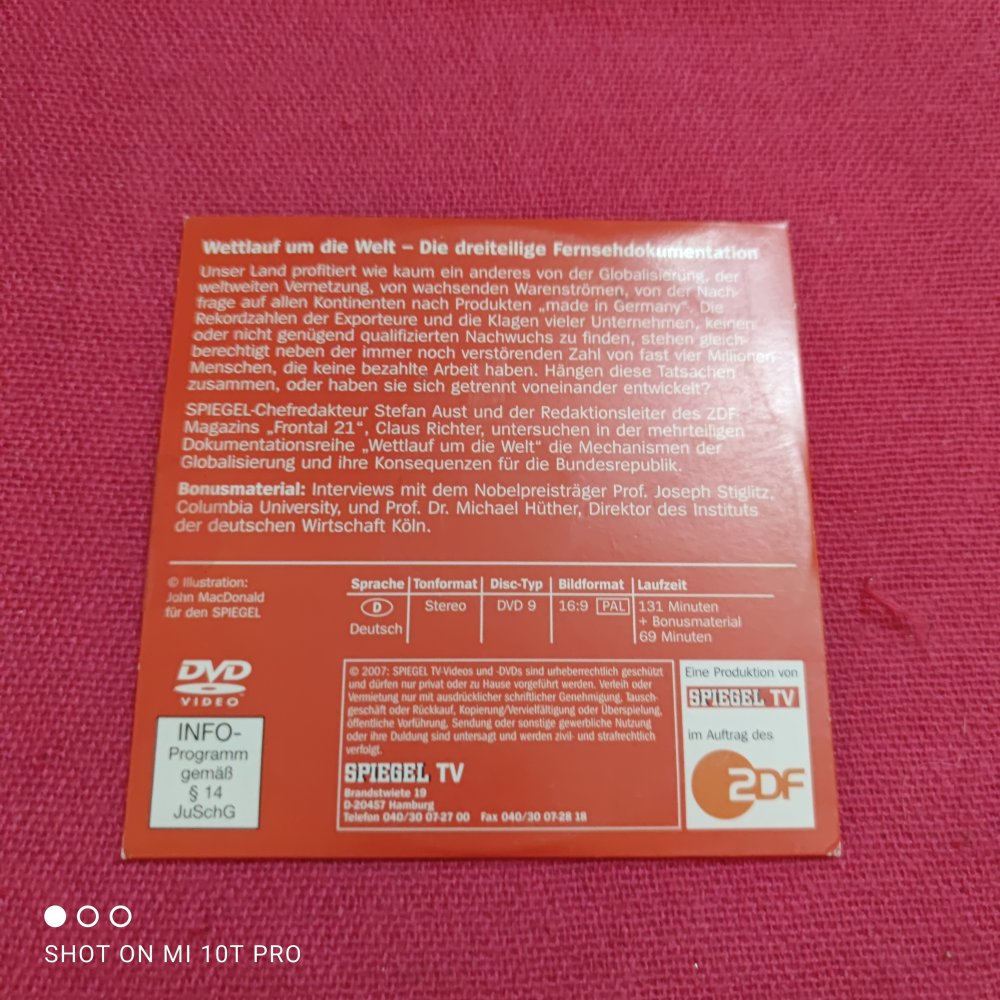 Wettlauf um die Welt – Die dreiteilige Fernsehdokumentation
Unser Land profitiert wie kaum ein anderes von der Globalisierung, der
weltweiten Vernetzung, von wachsenden Warenströmen, von der Nach-
frage auf allen Kontinenten nach Produkten „made in Germany“. Die
Rekordzahlen der Exporteure und die Klagen vieler Unternehmen, keinen
oder nicht genügend qualifizierten Nachwuchs zu finden, stehen gleich-
berechtigt neben der immer noch verstörenden Zahl von fast vier Millionen
Menschen, die keine bezahlte Arbeit haben. Hängen diese Tatsachen
zusammen, oder haben sie sich getrennt voneinander entwickelt?
SPIEGEL-Chefredakteur Stefan Aust und der Redaktionsleiter des ZDF-
Magazins „Frontal 21“, Claus Richter, untersuchen in der mehrteiligen
Dokumentationsreihe „Wettlauf um die Welt“ die Mechanismen der
Globalisierung und ihre Konsequenzen für die Bundesrepublik.
Bonusmaterial: Interviews mit dem Nobelpreisträger Prof. Joseph Stiglitz,
Columbia University, und Prof. Dr. Michael Hüther, Direktor des Instituts
der deutschen Wirtschaft Köln.
© Illustration:
John MacDonald
für den SPIEGEL
Sprache Tonformat Disc-Typ Bildformat Laufzeit
D Stereo DVD 9 16:9 PAL 131 Minuten
+ Bonusmaterial
Deutsch 69 Minuten
DVD
VIDEO
INFO-
Programm
gemäß
§ 14
JuSchG
© 2007: SPIEGEL TV-Videos und -DVDs sind urheberrechtlich geschützt
und dürfen nur privat oder zu Hause vorgeführt werden. Verleih oder
Vermietung nur mit ausdrücklicher schriftlicher Genehmigung, Tausch-
geschäft oder Rückkauf, Kopierung/Vervielfältigung oder Überspielung,
öffentliche Vorführung, Sendung oder sonstige gewerbliche Nutzung
oder ihre Duldung sind untersagt und werden zivil- und strafrechtlich
verfolgt.
SPIEGEL TV
Brandstwiete 19
D-20457 Hamburg
Telefon 040/30 07-27 00 Fax 040/30 07-28 18
Eine Produktion von
SPIEGEL TV
im Auftrag des
ZDF
SHOT ON MI 10T PRO